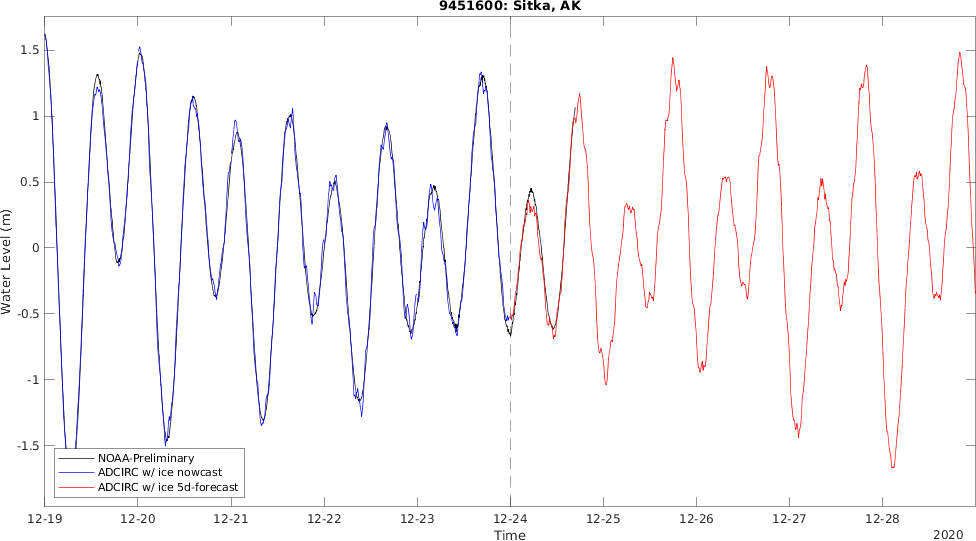 9451600: Sitka, AK
Water Level (m)
1.5
1
0.5
0
-0.5
-1
-1.5
NOAA-Preliminary
ADCIRC w/ ice nowcast
ADCIRC w/ ice 5d-forecast
12-19 12-20 12-21 12-22 12-23 12-24 12-25 12-26 12-27 12-28
Time
2020